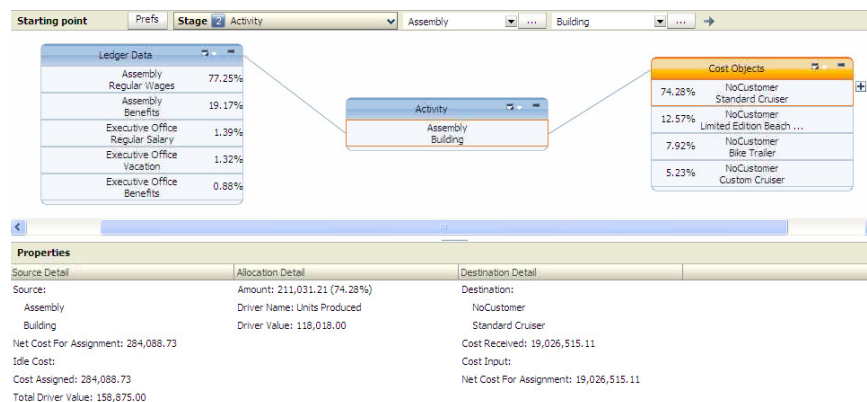 Starting point Prefs Stage 2 Activity Assembly ... Building ...
Ledger Data
Assembly
Regular Wages 77.25%
Assembly
Benefits 19.17%
Executive Office
Regular Salary 1.39%
Executive Office
Vacation 1.32%
Executive Office
Benefits 0.88%
Activity
Assembly
Building
Cost Objects
74.28% NoCustomer
Standard Cruiser
12.57% NoCustomer
Limited Edition Beach ...
7.92% NoCustomer
Bike Trailer
5.23% NoCustomer
Custom Cruiser
Properties
Source Detail Allocation Detail Destination Detail
Source: Amount: 211,031.21 (74.28%) Destination:
Assembly Driver Name: Units Produced NoCustomer
Building Driver Value: 118,018.00 Standard Cruiser
Net Cost For Assignment: 284,088.73 Cost Received: 19,026,515.11
Idle Cost: Cost Input:
Cost Assigned: 284,088.73 Net Cost For Assignment: 19,026,515.11
Total Driver Value: 158,875.00